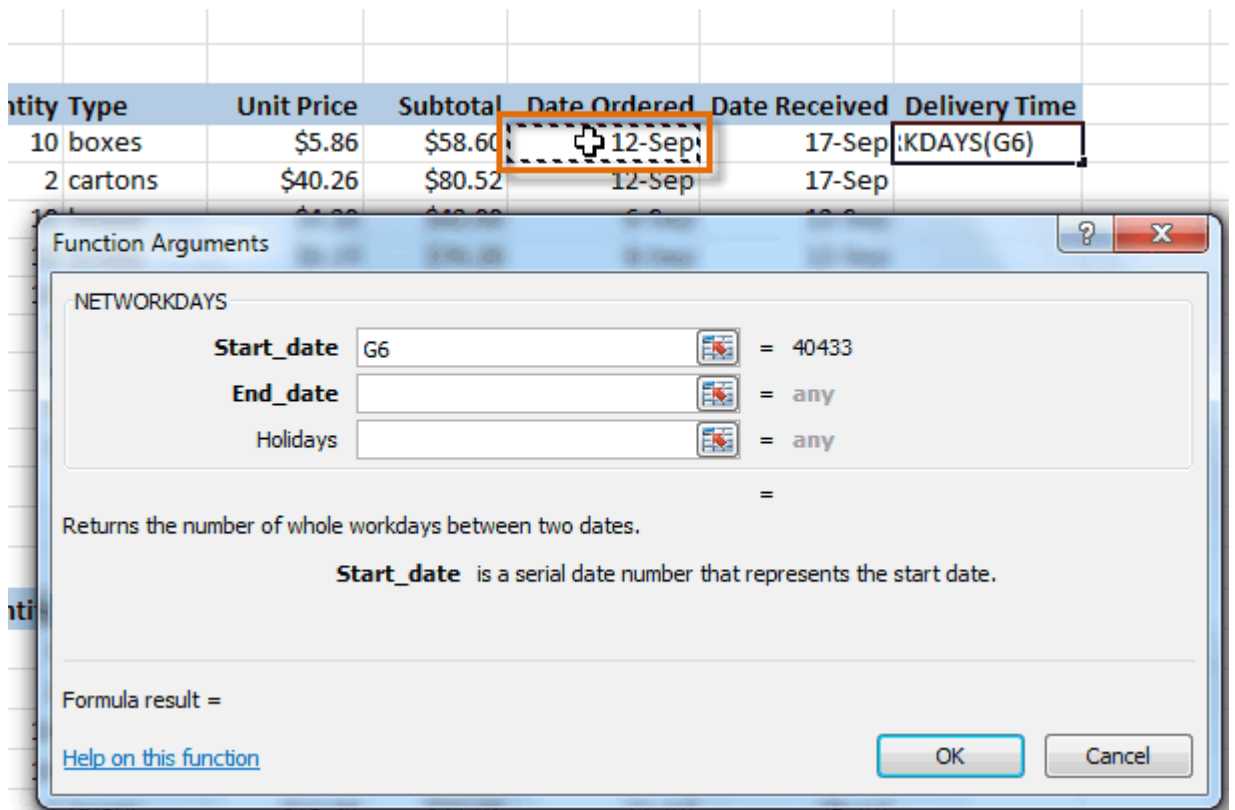 ntity Type Unit Price Subtotal Date Ordered Date Received Delivery Time
10 boxes $5.86 $58.60 12-Sep 17-Sep KDAYS(G6)
2 cartons $40.26 $80.52 12-Sep 17-Sep
Function Arguments
NETWORKDAYS
Start_date G6 = 40433
End_date = any
Holidays = any
=
Returns the number of whole workdays between two dates.
Start_date is a serial date number that represents the start date.
Formula result =
Help on this function OK Cancel